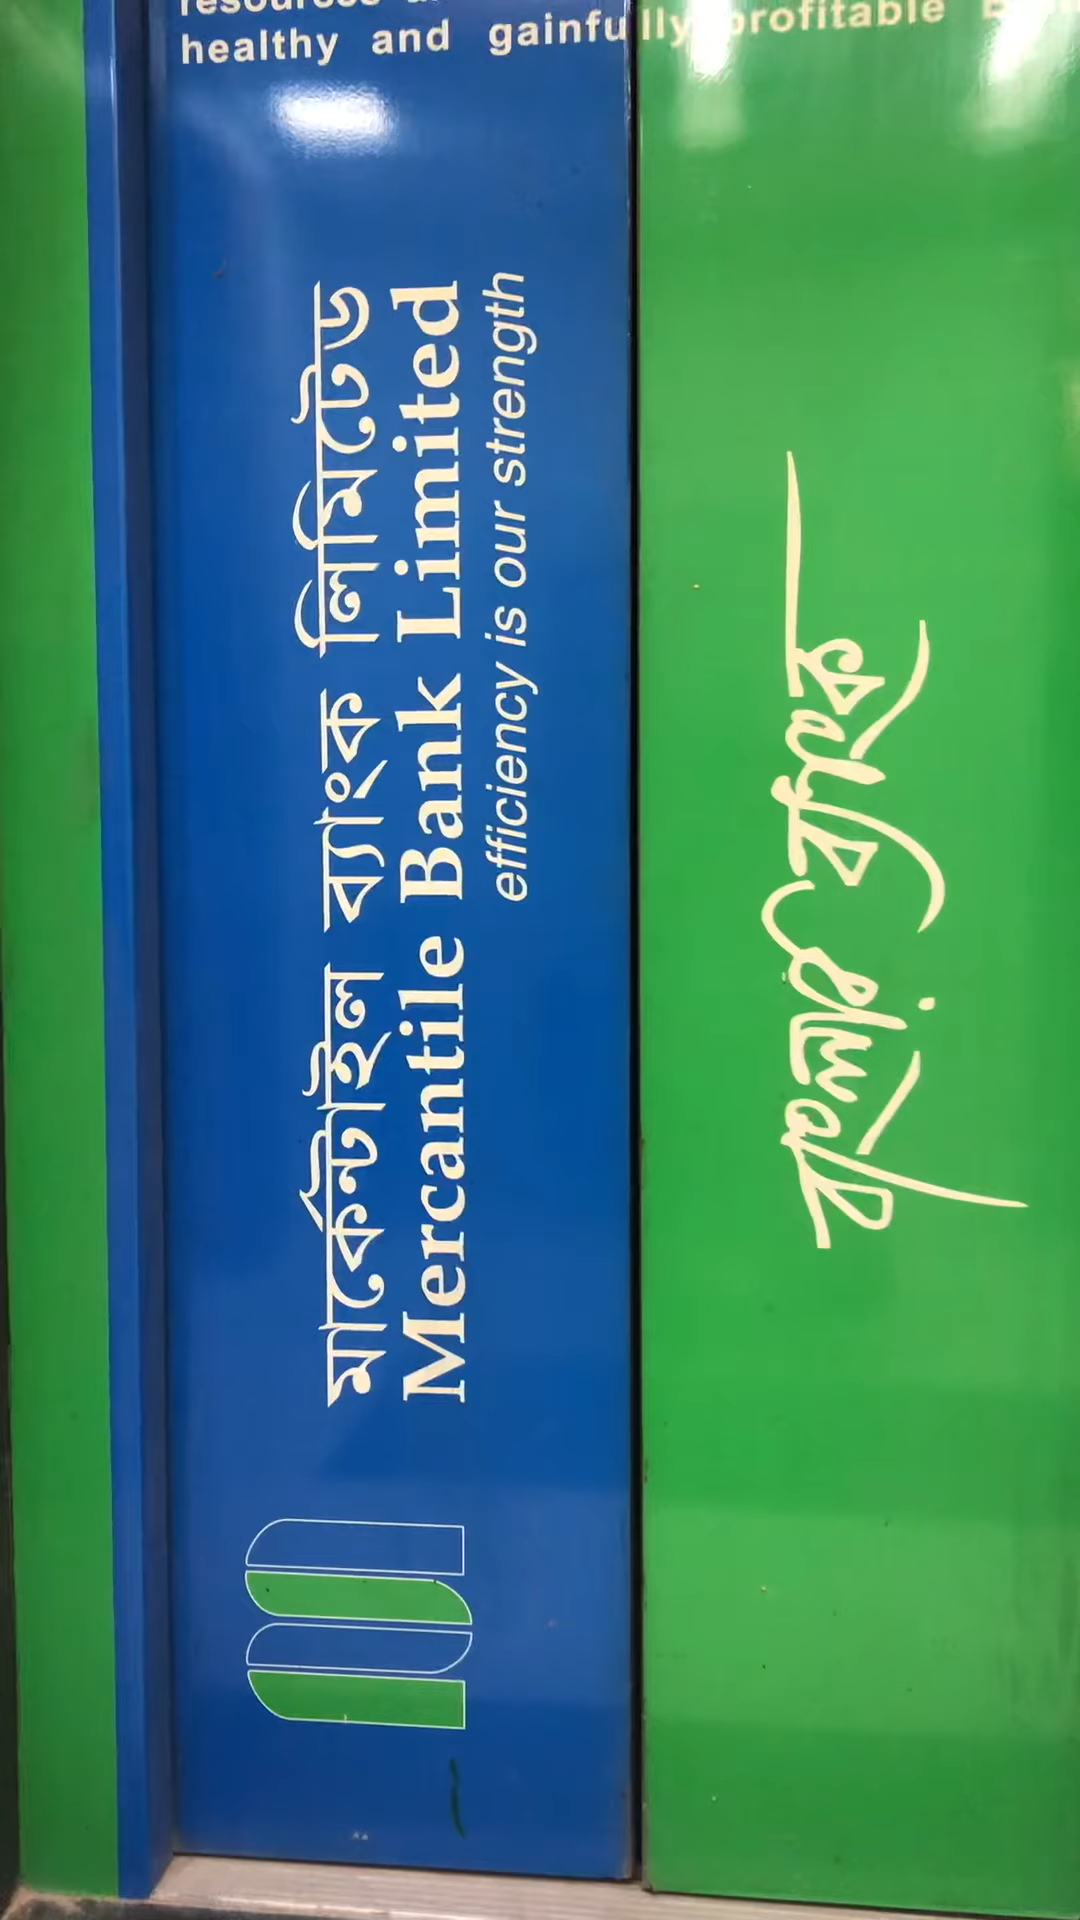 healthy and gainfully profitable
মার্কেন্টাইল ব্যাংক লিমিটেড
Mercantile Bank Limited
efficiency is our strength
বাংলার ব্যাংক